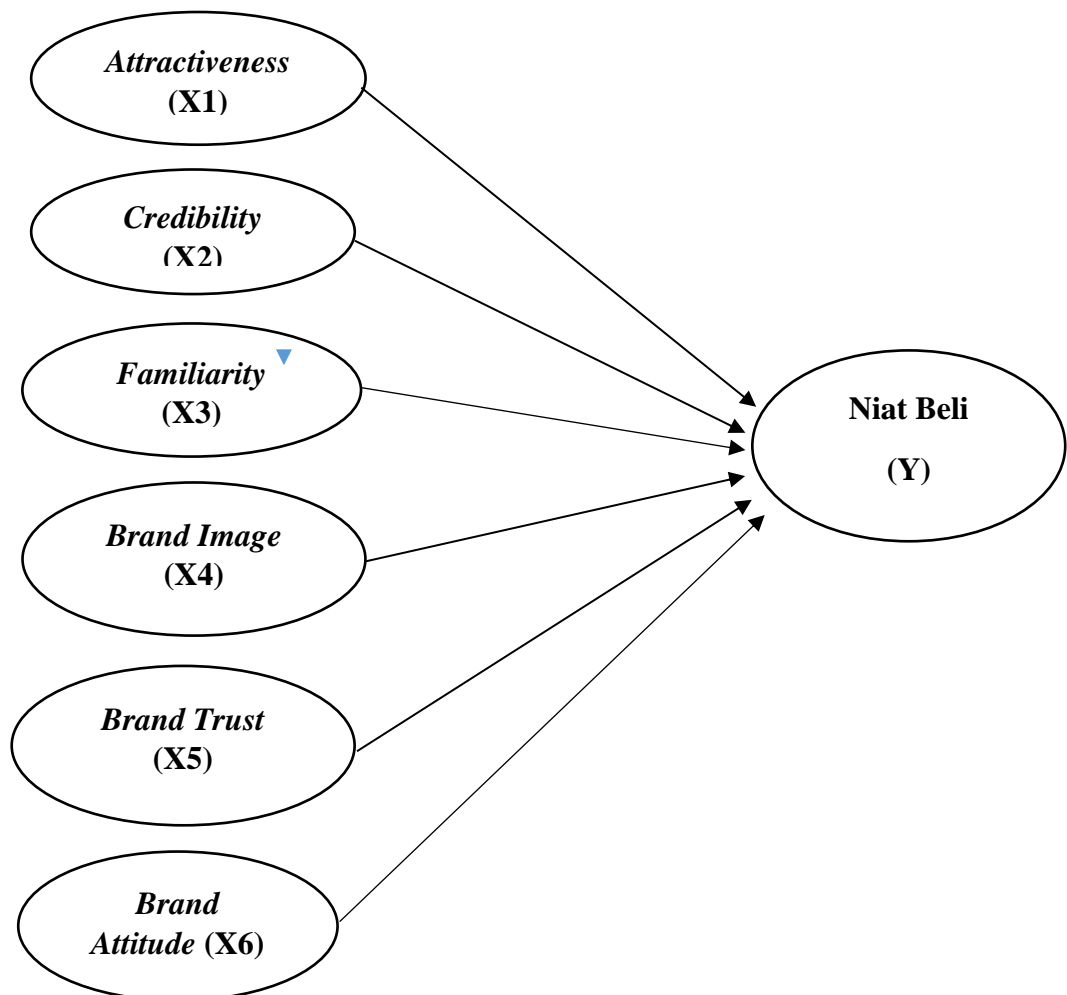 Attractiveness
(X1)
Credibility
(X2)
Familiarity
(X3)
Brand Image
(X4)
Brand Trust
(X5)
Brand
Attitude (X6)
Niat Beli
(Y)